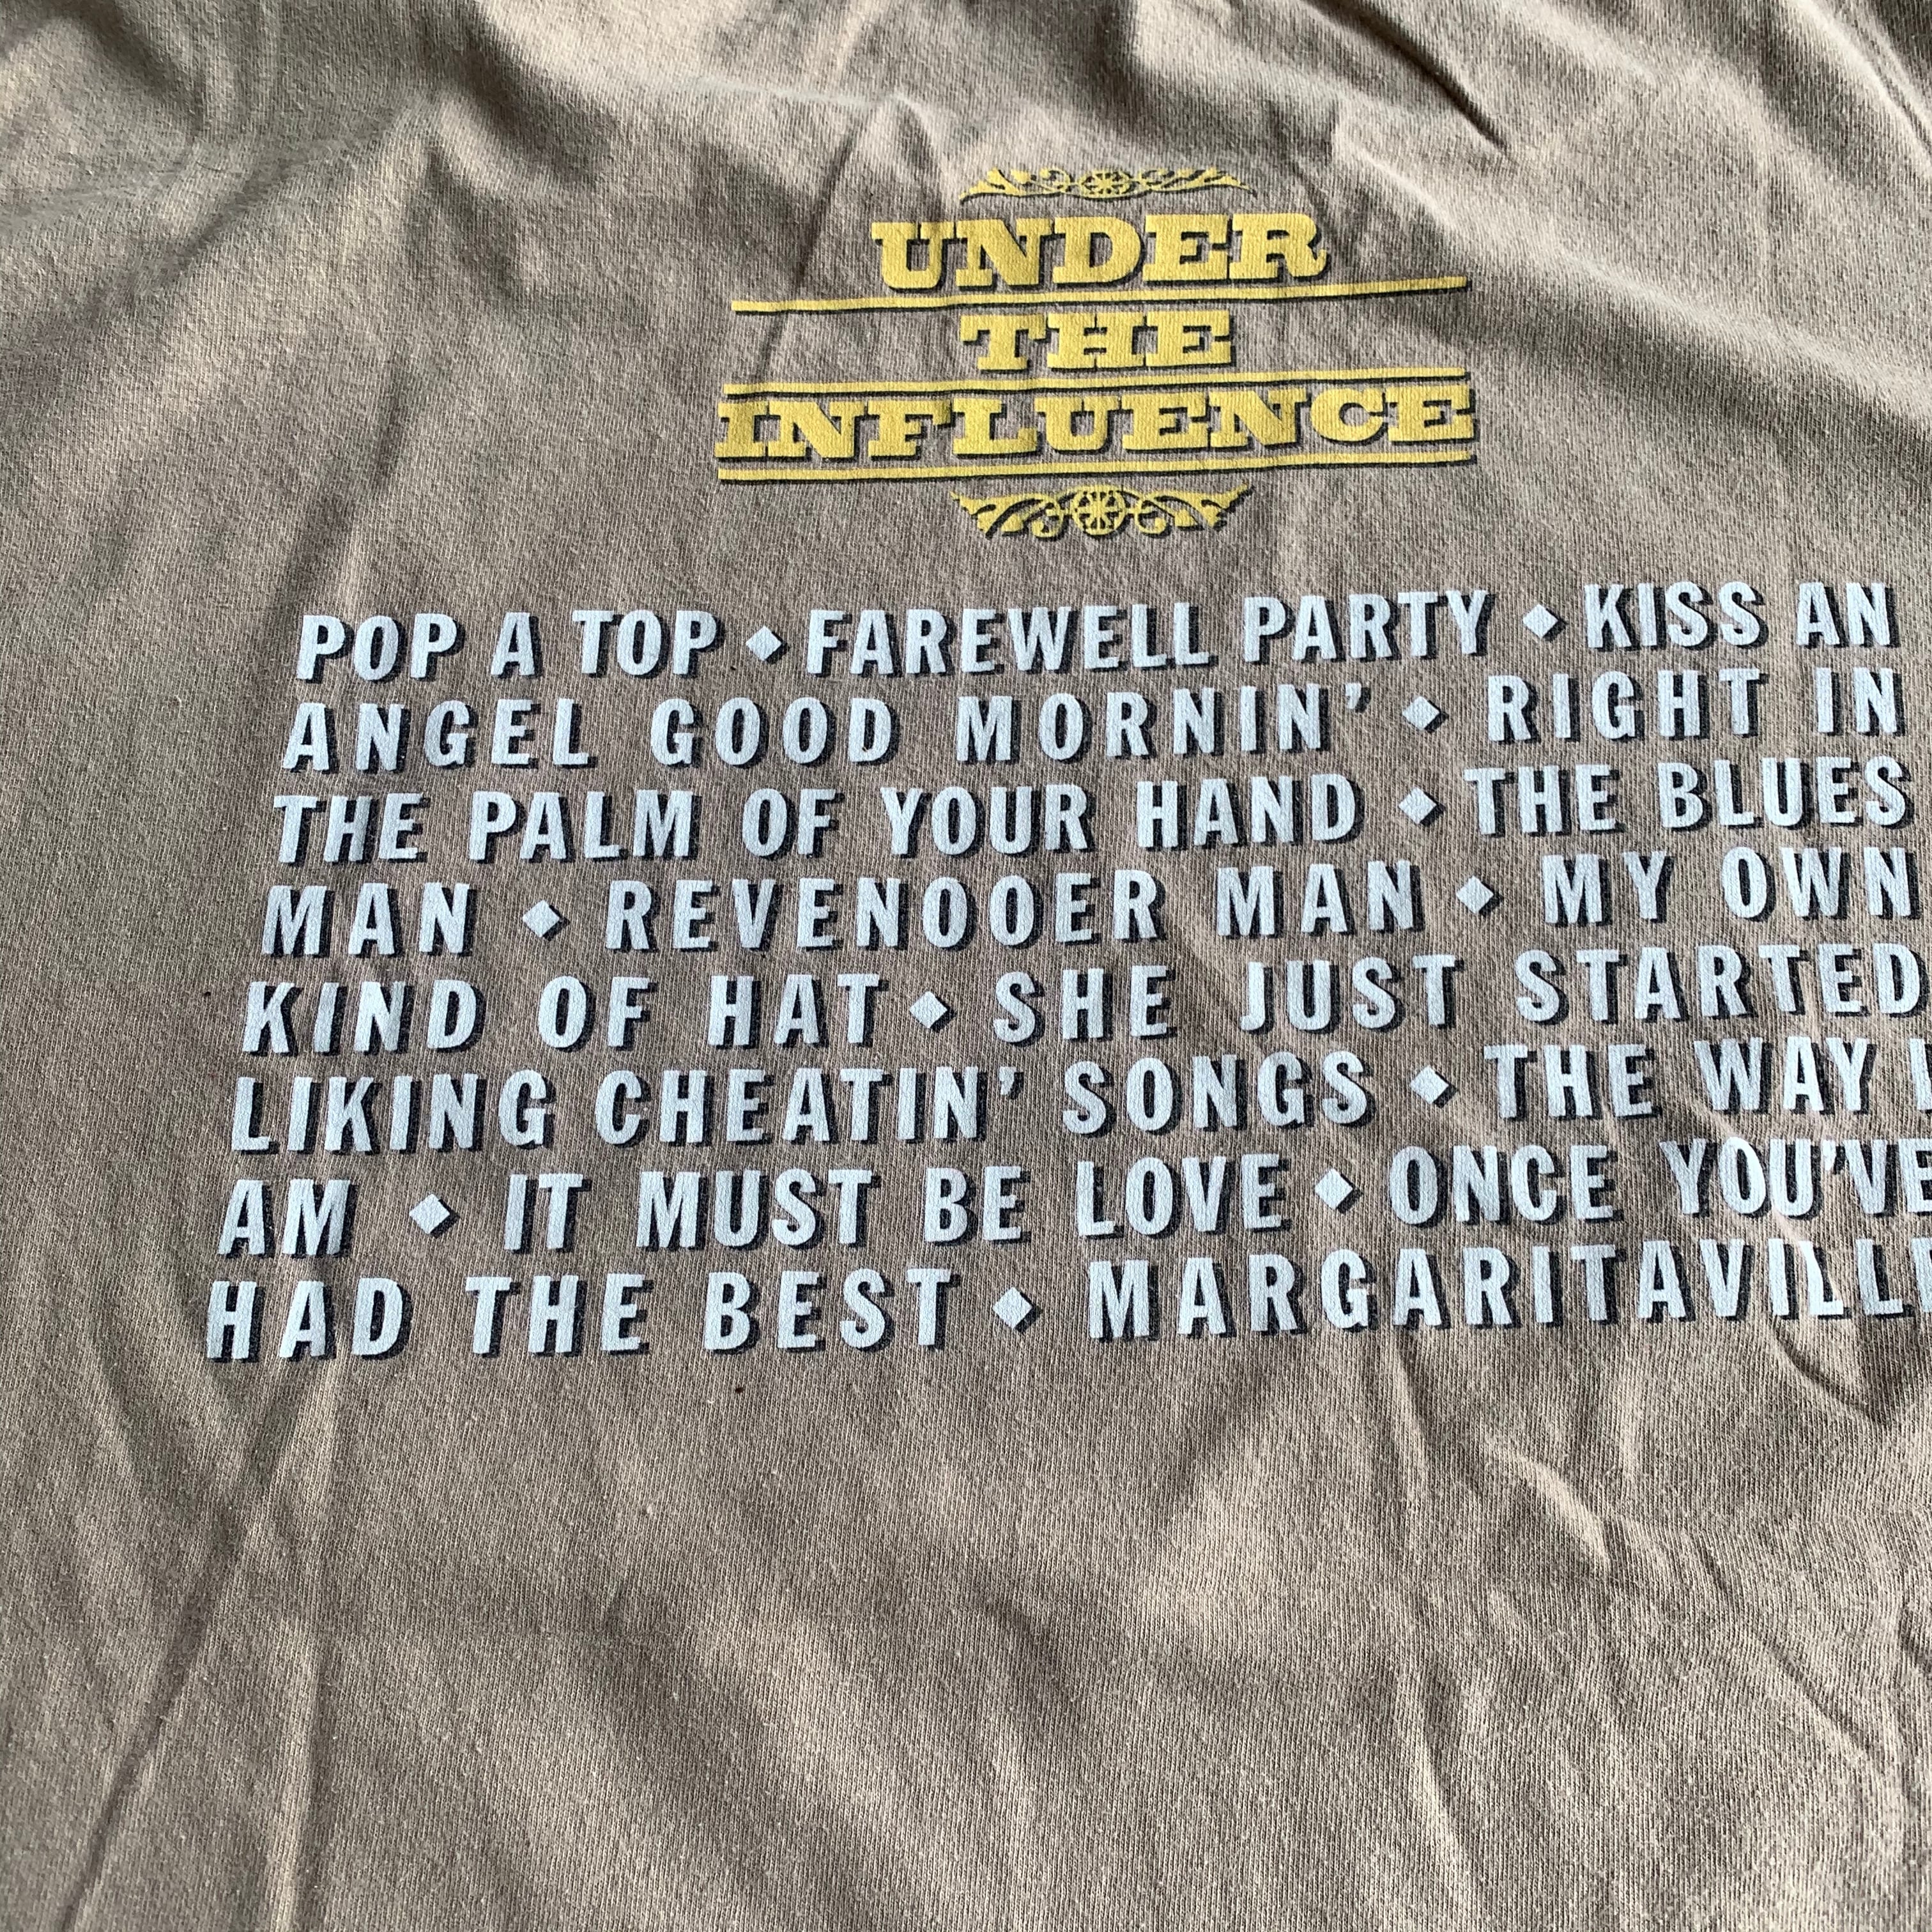 UNDER
THE
INFLUENCE
POP A TOP ◆ FAREWELL PARTY ◆ KISS AN
ANGEL GOOD MORNIN' ◆ RIGHT IN
THE PALM OF YOUR HAND ◆ THE BLUES
MAN ◆ REVENOOER MAN ◆ MY OWN
KIND OF HAT ◆ SHE JUST STARTED
LIKING CHEATIN' SONGS ◆ THE WAY I
AM ◆ IT MUST BE LOVE ◆ ONCE YOU'VE
HAD THE BEST ◆ MARGARITAVILL